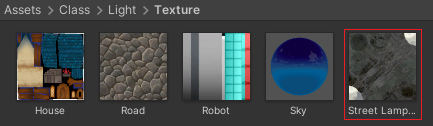 Assets > Class > Light > Texture
House Road Robot Sky Street Lamp...